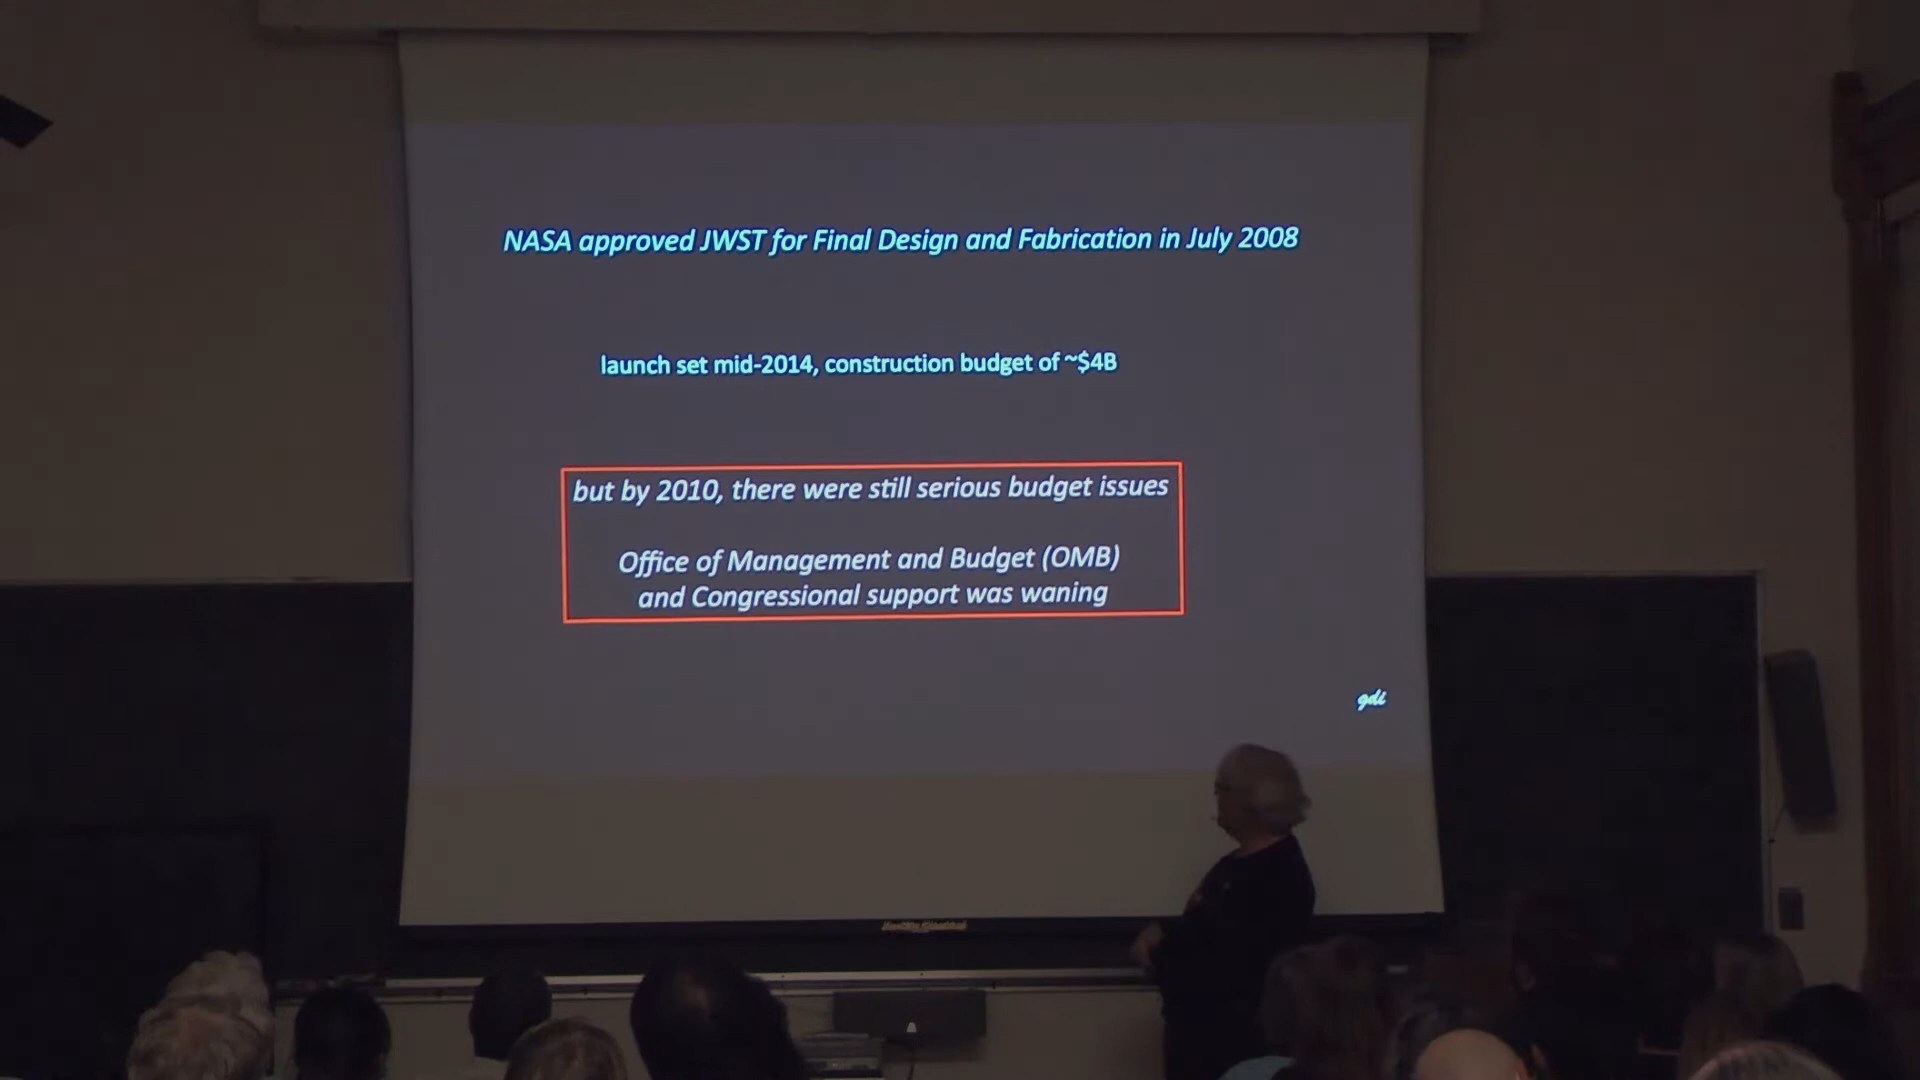 NASA approved JWST for Final Design and Fabrication in July 2008
launch set mid-2014, construction budget of ~$4B
but by 2010, there were still serious budget issues
Office of Management and Budget (OMB)
and Congressional support was waning
gdi